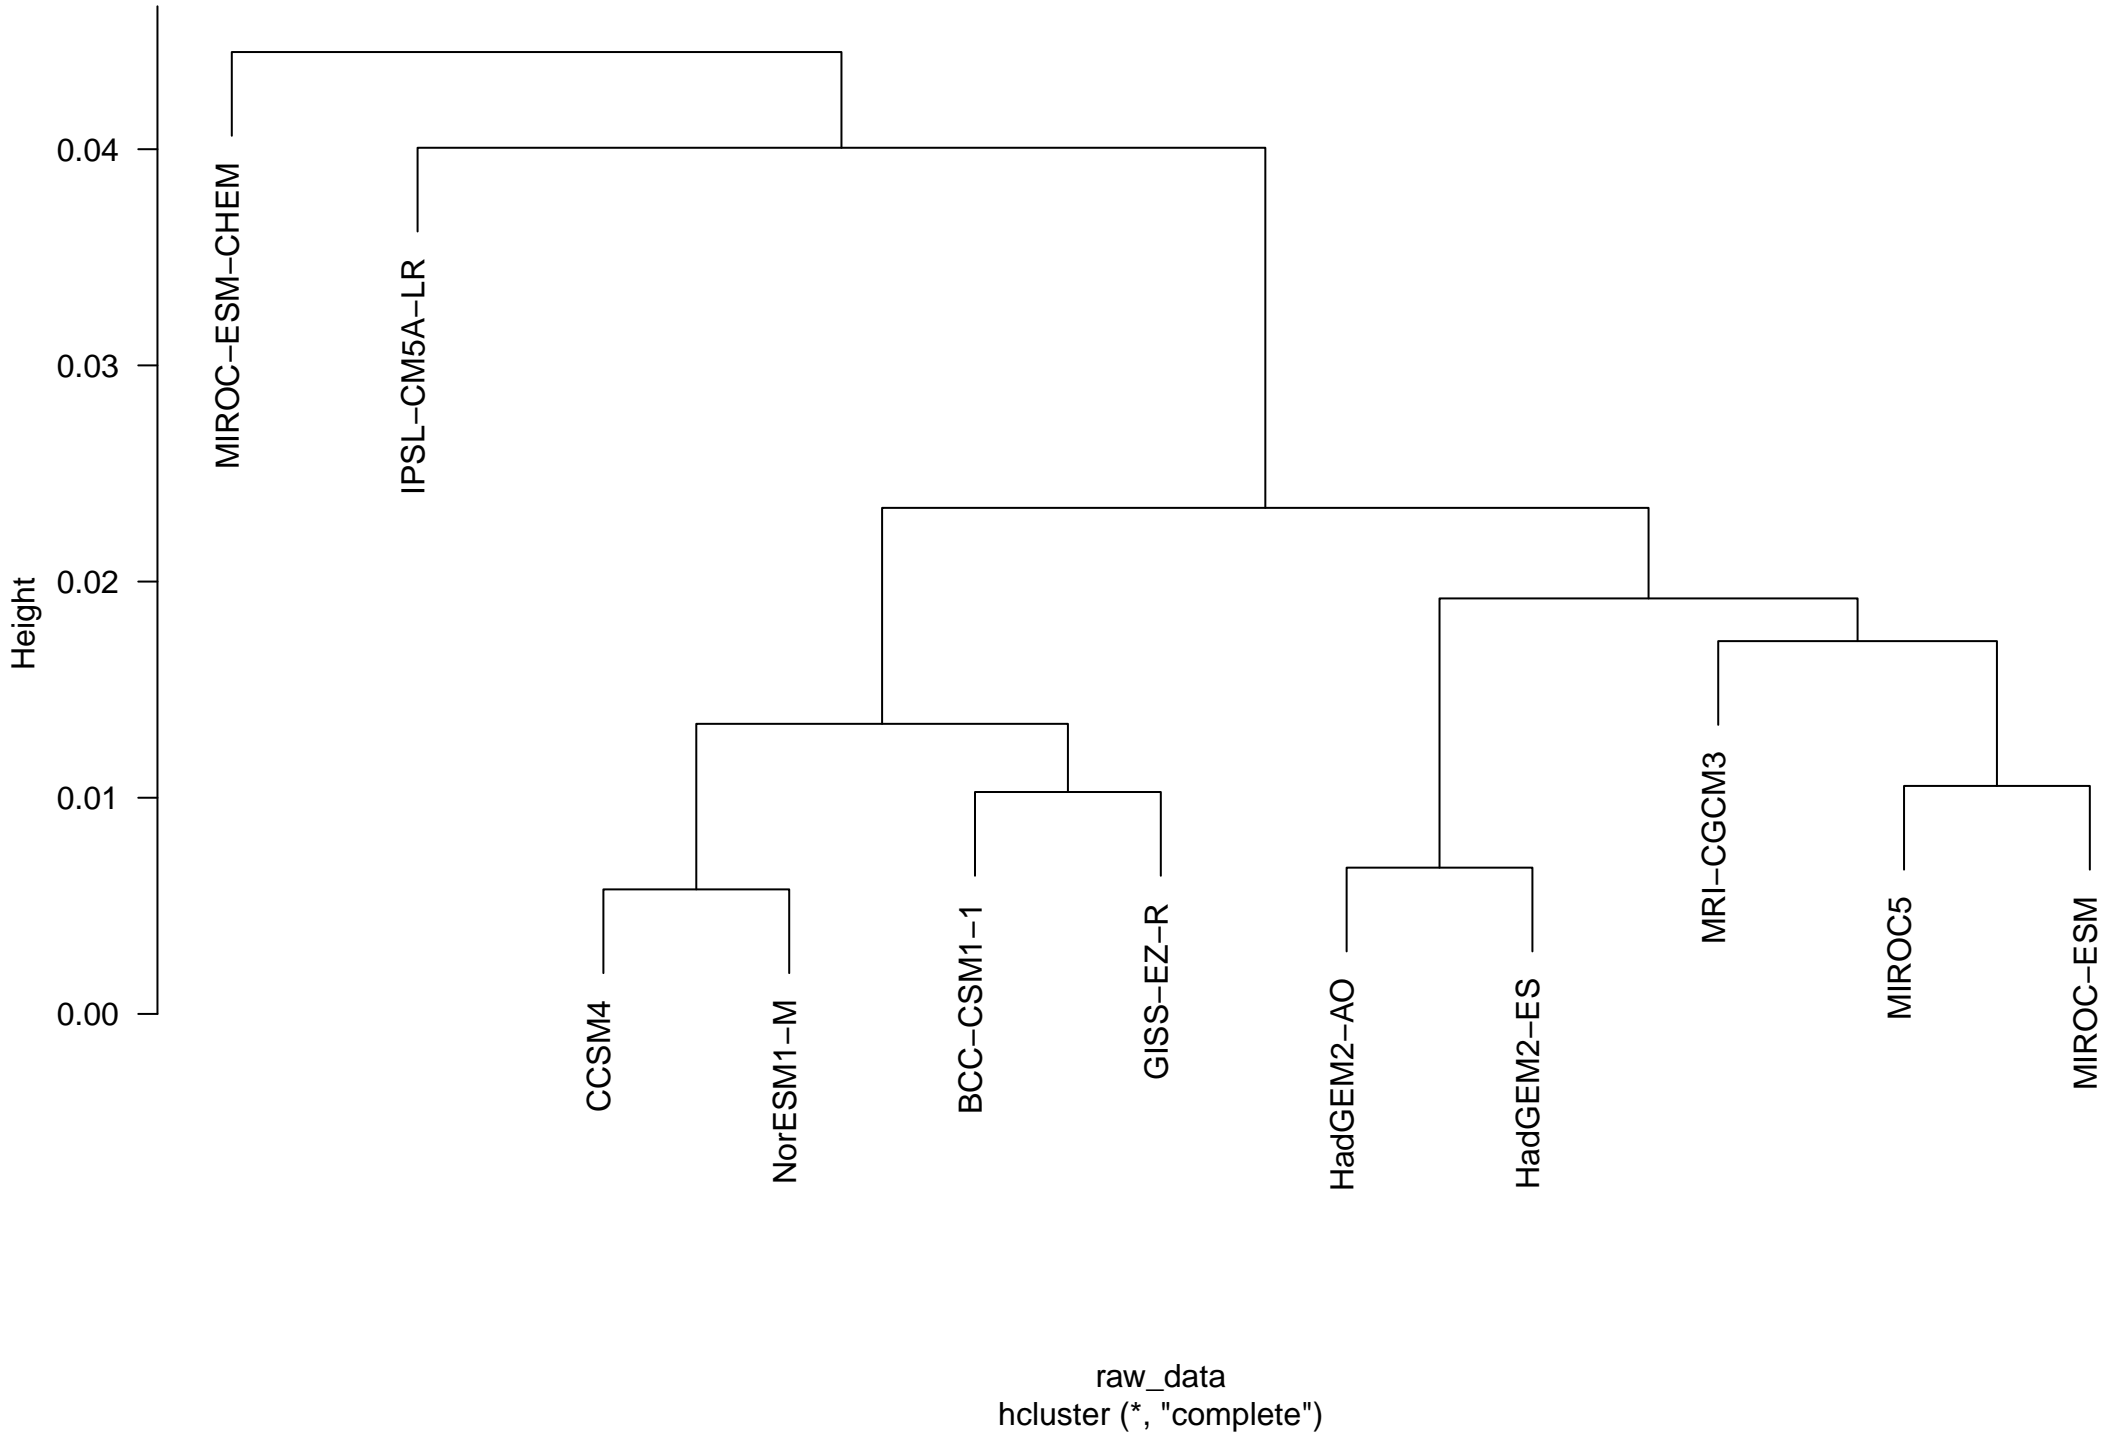 Height
0.04
0.03
0.02
0.01
0.00
MIROC−ESM−CHEM
IPSL−CM5A−LR
CCSM4
NorESM1−M
BCC−CSM1−1
GISS−EZ−R
HadGEM2−AO
HadGEM2−ES
MRI−CGCM3
MIROC5
MIROC−ESM
raw_data
hcluster (*, "complete")